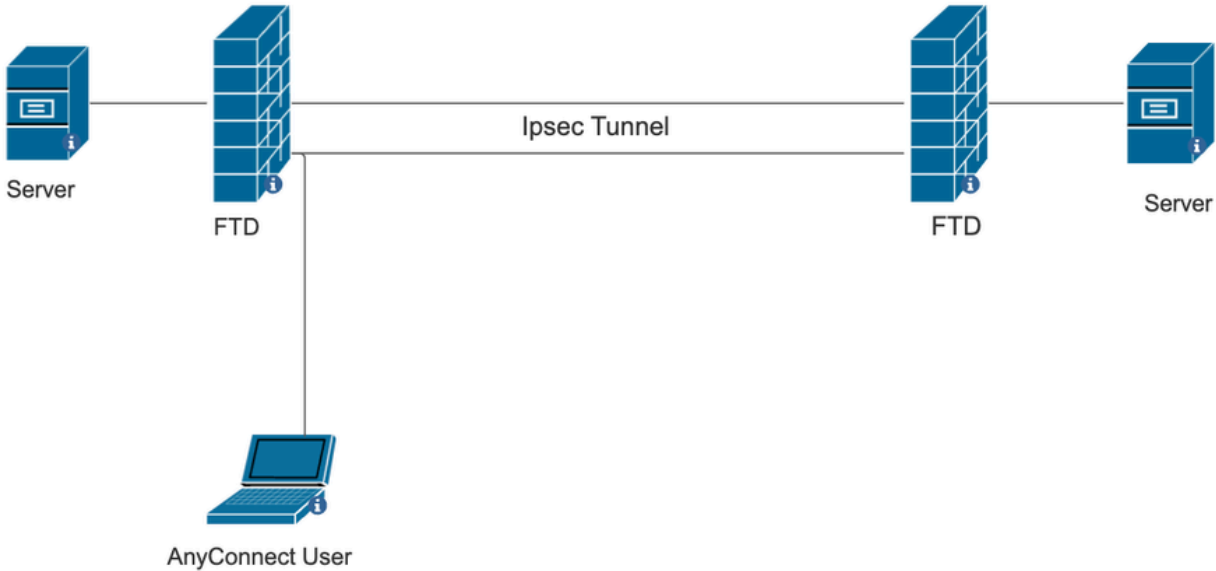 Ipsec Tunnel
Server
FTD
FTD
Server
AnyConnect User